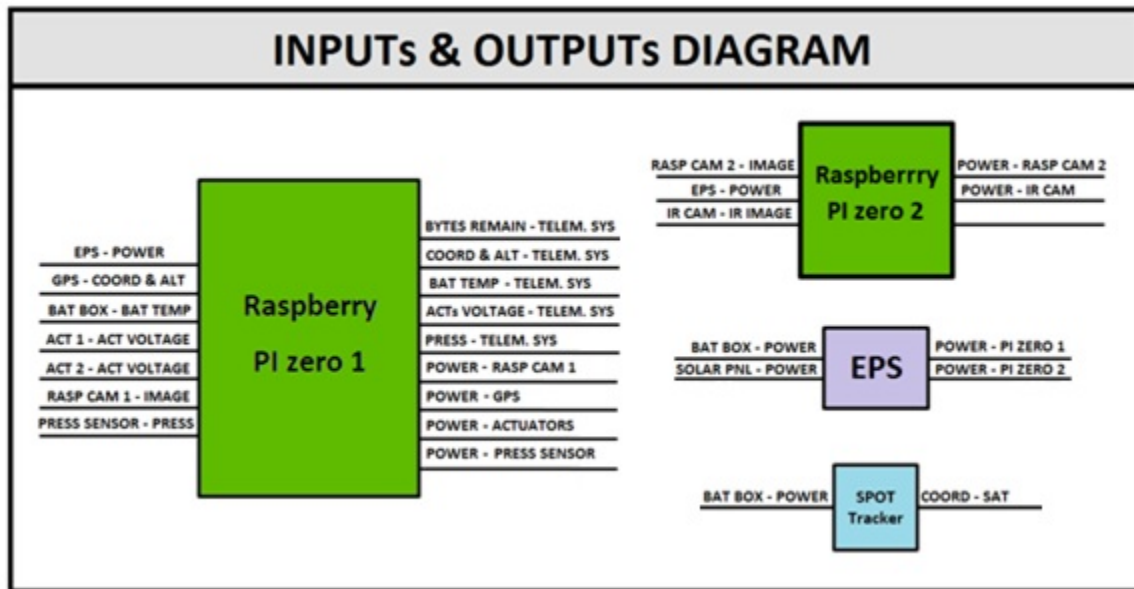 INPUTs & OUTPUTs DIAGRAM
EPS - POWER
GPS - COORD & ALT
BAT BOX - BAT TEMP
ACT 1 - ACT VOLTAGE
ACT 2 - ACT VOLTAGE
RASP CAM 1 - IMAGE
PRESS SENSOR - PRESS
Raspberry
PI zero 1
BYTES REMAIN - TELEM. SYS
COORD & ALT - TELEM. SYS
BAT TEMP - TELEM. SYS
ACTs VOLTAGE - TELEM. SYS
PRESS - TELEM. SYS
POWER - RASP CAM 1
POWER - GPS
POWER - ACTUATORS
POWER - PRESS SENSOR
RASP CAM 2 - IMAGE
EPS - POWER
IR CAM - IR IMAGE
Raspberrry
PI zero 2
POWER - RASP CAM 2
POWER - IR CAM
BAT BOX - POWER
SOLAR PNL - POWER
EPS
POWER - PI ZERO 1
POWER - PI ZERO 2
BAT BOX - POWER
SPOT
Tracker
COORD - SAT